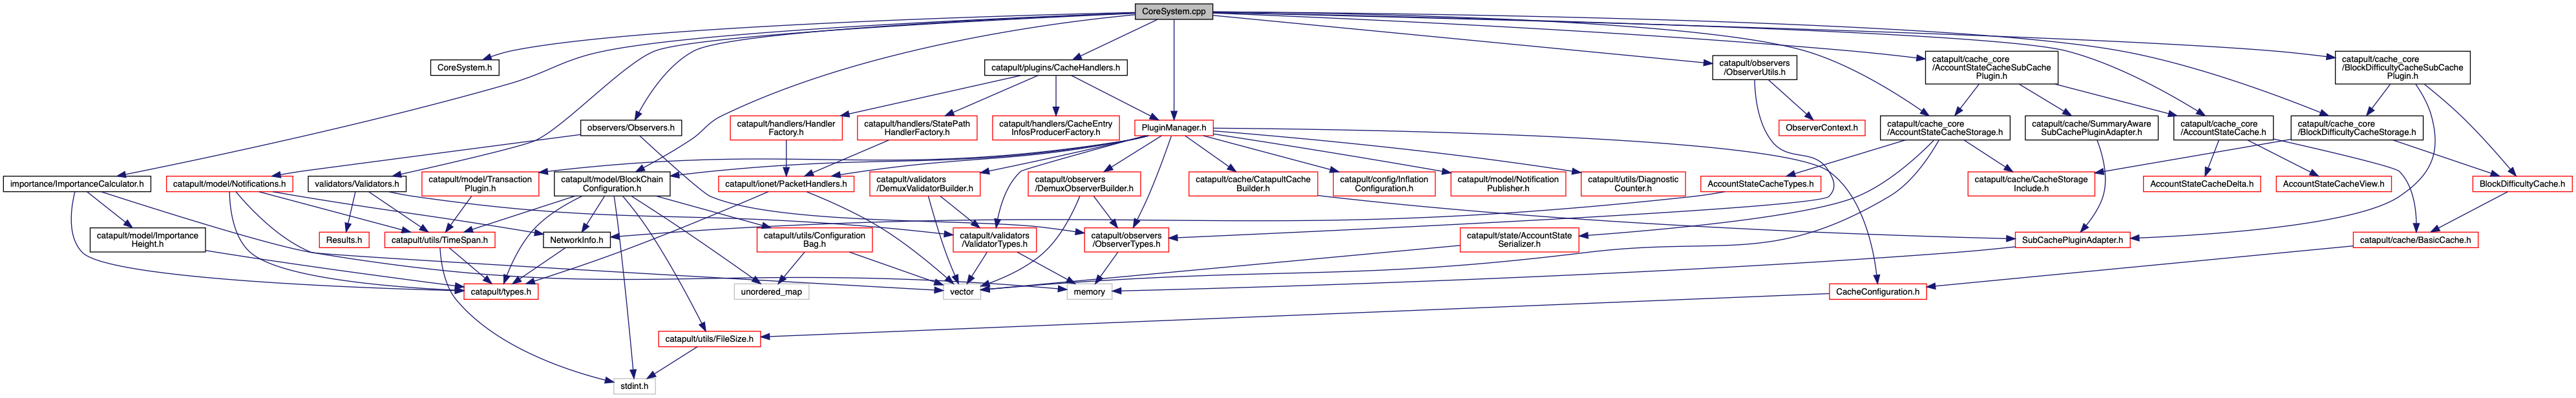 CoreSystem.cpp
CoreSystem.h
catapult/plugins/CacheHandlers.h
catapult/observers
/ObserverUtils.h
catapult/cache_core
/AccountStateCacheSubCache
Plugin.h
catapult/cache_core
/BlockDifficultyCacheSubCache
Plugin.h
observers/Observers.h
catapult/handlers/Handler
Factory.h
catapult/handlers/StatePath
HandlerFactory.h
catapult/handlers/CacheEntry
InfosProducerFactory.h
PluginManager.h
ObserverContext.h
catapult/cache_core
/AccountStateCacheStorage.h
catapult/cache/SummaryAware
SubCachePluginAdapter.h
catapult/cache_core
/AccountStateCache.h
catapult/cache_core
/BlockDifficultyCacheStorage.h
importance/ImportanceCalculator.h
catapult/model/Notifications.h
validators/Validators.h
catapult/model/Transaction
Plugin.h
catapult/model/BlockChain
Configuration.h
catapult/ionet/PacketHandlers.h
catapult/validators
/DemuxValidatorBuilder.h
catapult/observers
/DemuxObserverBuilder.h
catapult/cache/CatapultCache
Builder.h
catapult/config/Inflation
Configuration.h
catapult/model/Notification
Publisher.h
catapult/utils/Diagnostic
Counter.h
AccountStateCacheTypes.h
catapult/cache/CacheStorage
Include.h
AccountStateCacheDelta.h
AccountStateCacheView.h
BlockDifficultyCache.h
catapult/model/Importance
Height.h
Results.h
catapult/utils/TimeSpan.h
NetworkInfo.h
catapult/utils/Configuration
Bag.h
catapult/validators
/ValidatorTypes.h
catapult/observers
/ObserverTypes.h
catapult/state/AccountState
Serializer.h
SubCachePluginAdapter.h
catapult/cache/BasicCache.h
catapult/types.h
unordered_map
vector
memory
CacheConfiguration.h
catapult/utils/FileSize.h
stdint.h